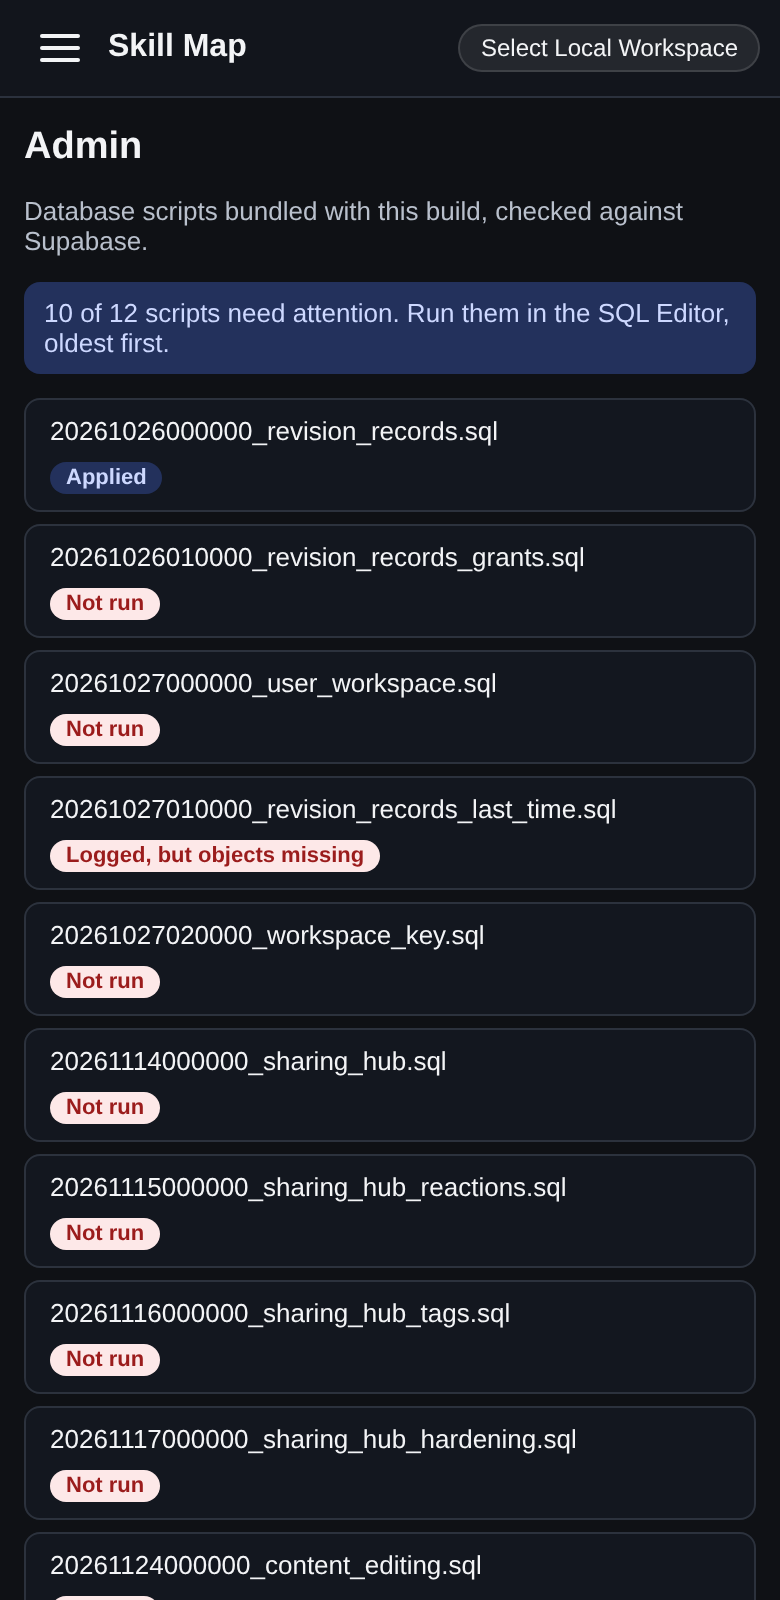 Skill Map
Select Local Workspace
Admin
Database scripts bundled with this build, checked against
Supabase.
10 of 12 scripts need attention. Run them in the SQL Editor,
oldest first.
20261026000000_revision_records.sql
Applied
20261026010000_revision_records_grants.sql
Not run
20261027000000_user_workspace.sql
Not run
20261027010000_revision_records_last_time.sql
Logged, but objects missing
20261027020000_workspace_key.sql
Not run
20261114000000_sharing_hub.sql
Not run
20261115000000_sharing_hub_reactions.sql
Not run
20261116000000_sharing_hub_tags.sql
Not run
20261117000000_sharing_hub_hardening.sql
Not run
20261124000000_content_editing.sql